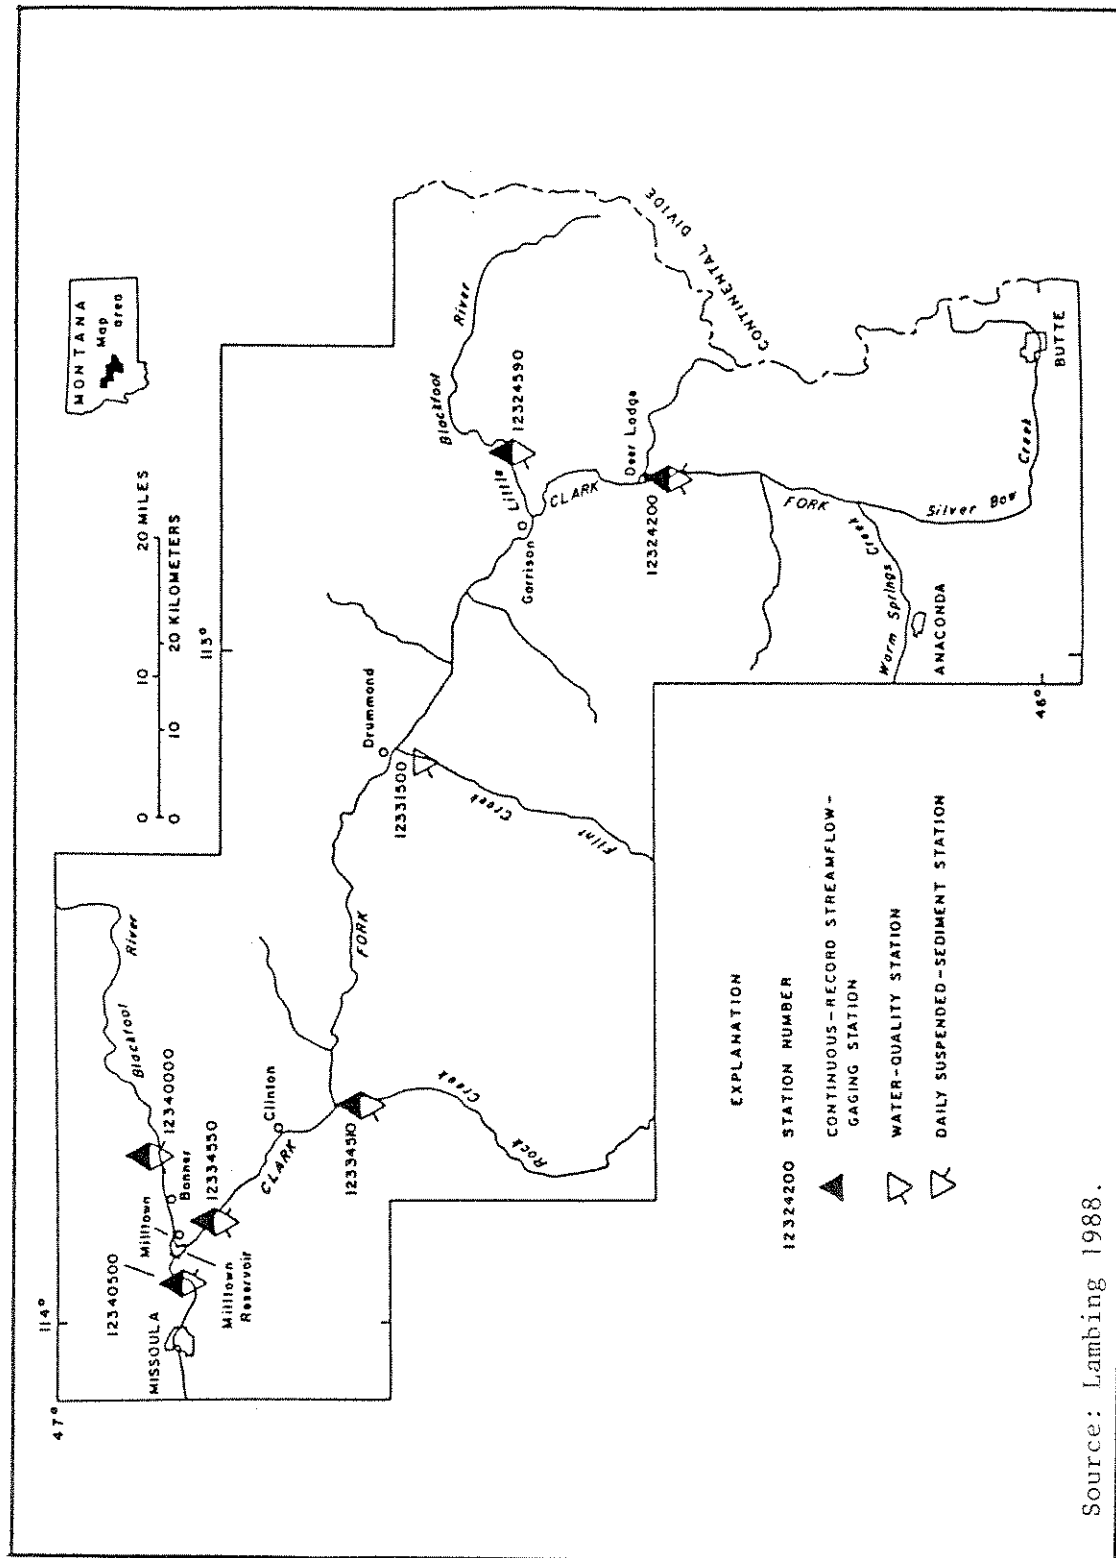 MONTANA
Map
area
0 10 20 MILES
0 10 20 KILOMETERS
47°
114°
113°
46°
Blackfoot
River
12340000
Bonner
12340500
Milltown
12334550
MISSOULA
Milltown
Reservoir
Clinton
CLARK
FORK
12334510
Rock
Creek
Drummond
12331500
Flint
Creek
Garrison
Little
Blackfoot
River
12324590
CLARK
FORK
Deer Lodge
12324200
CONTINENTAL DIVIDE
Warm Springs
Creek
ANACONDA
Silver Bow
Creek
BUTTE
EXPLANATION
12324200 STATION NUMBER
CONTINUOUS-RECORD STREAMFLOW-
GAGING STATION
WATER-QUALITY STATION
DAILY SUSPENDED-SEDIMENT STATION
Source: Lambing 1988.